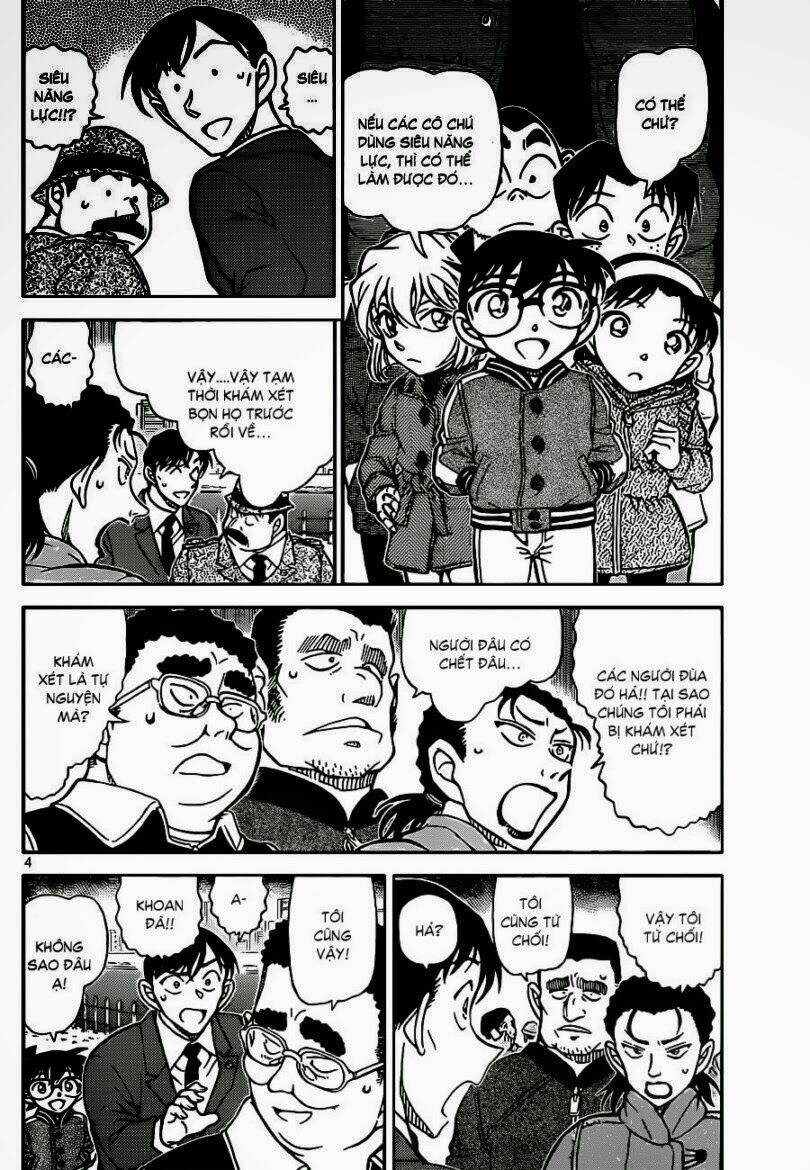 CÓ THỂ
CHỨ?
NẾU CÁC CÔ CHÚ
DÙNG SIÊU NĂNG
LỰC, THÌ CÓ THỂ
LÀM ĐƯỢC ĐÓ...
SIÊU
...
SIÊU
NĂNG
LỰC!!?
VẬY....VẬY TẠM
THỜI KHÁM XÉT
BỌN HỌ TRƯỚC
RỒI VỀ...
CÁC-
CÁC NGƯỜI ĐÙA
ĐÓ HẢ!! TẠI SAO
CHÚNG TÔI PHẢI
BỊ KHÁM XÉT
CHỨ!?
NGƯỜI ĐÂU CÓ
CHẾT ĐÂU...
KHÁM
XÉT LÀ TỰ
NGUYỆN
MÀ?
4
VẬY TÔI
TỪ CHỐI!
TÔI
CŨNG TỪ
CHỐI!
HẢ?
TÔI
CŨNG
VẬY!
A-
KHOAN
ĐÃ!!
KHÔNG
SAO ĐÂU
Ạ!